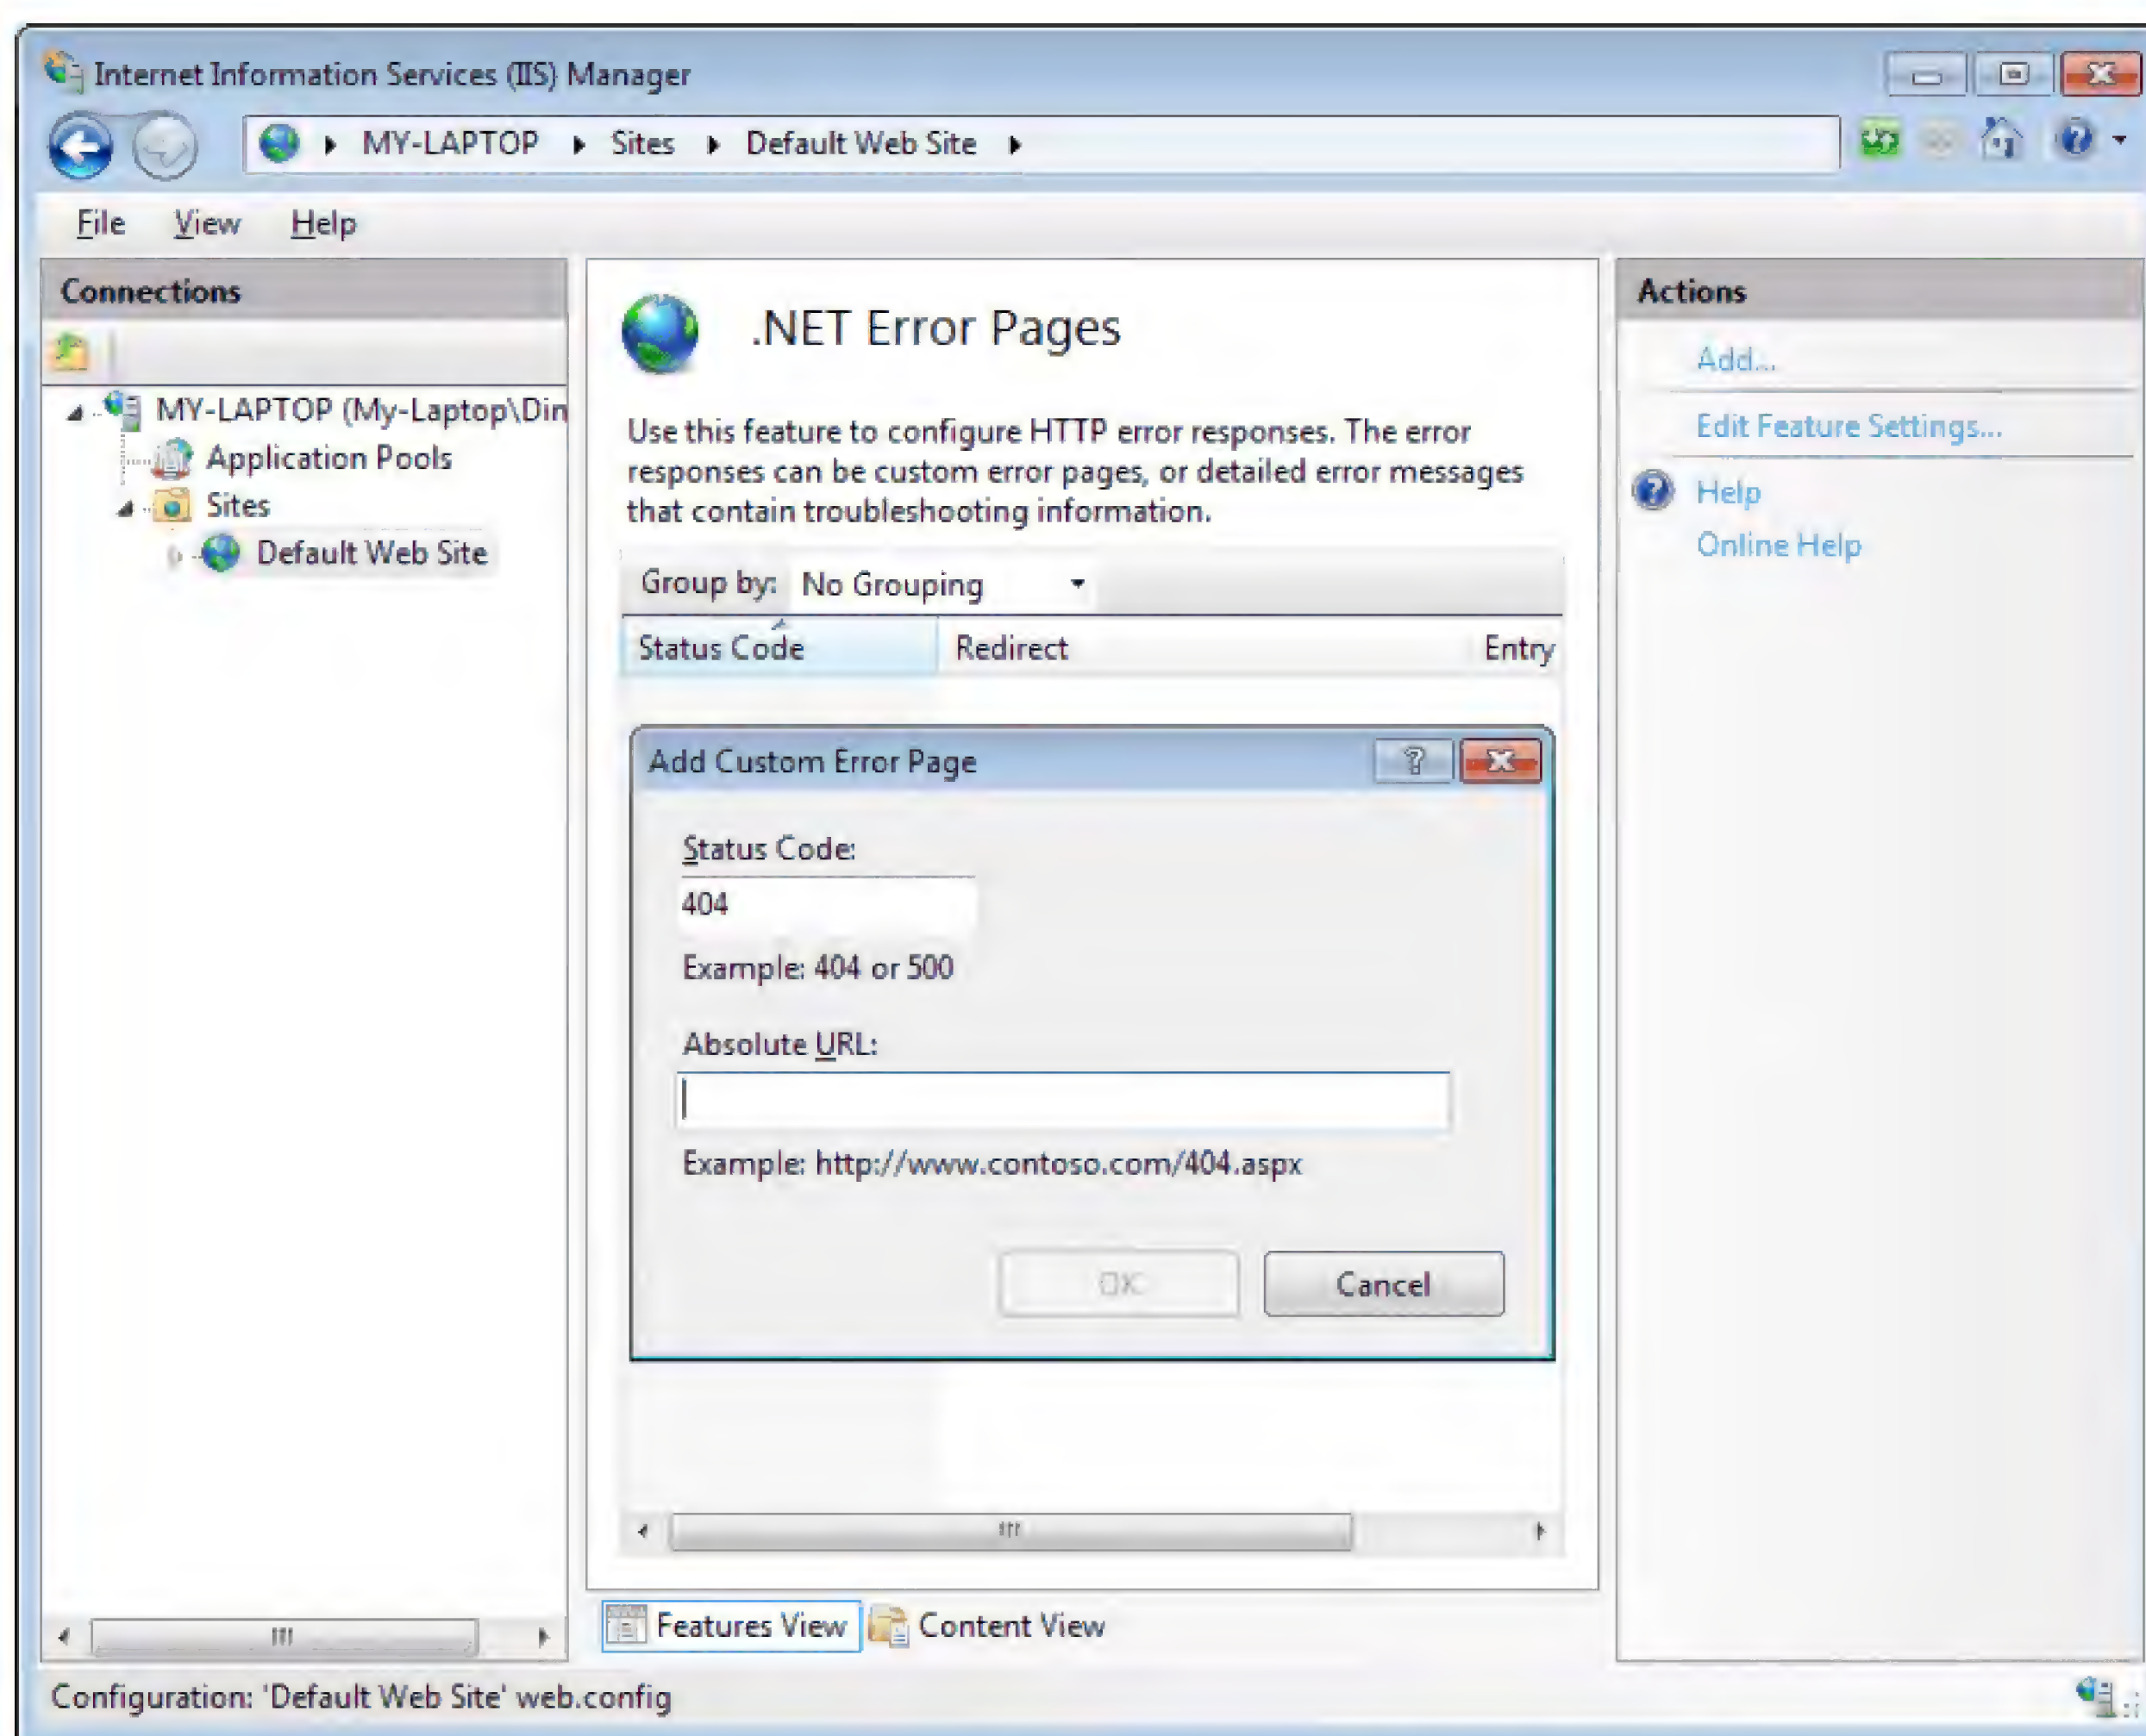 Internet Information Services (IIS) Manager
MY-LAPTOP Sites Default Web Site
File View Help
Connections
MY-LAPTOP (My-Laptop\Din
Application Pools
Sites
Default Web Site
.NET Error Pages
Use this feature to configure HTTP error responses. The error
responses can be custom error pages, or detailed error messages
that contain troubleshooting information.
Group by: No Grouping
Status Code Redirect Entry
Add Custom Error Page
Status Code:
404
Example: 404 or 500
Absolute URL:
Example: http://www.contoso.com/404.aspx
OK Cancel
Features View Content View
Actions
Add...
Edit Feature Settings...
Help
Online Help
Configuration: 'Default Web Site' web.config